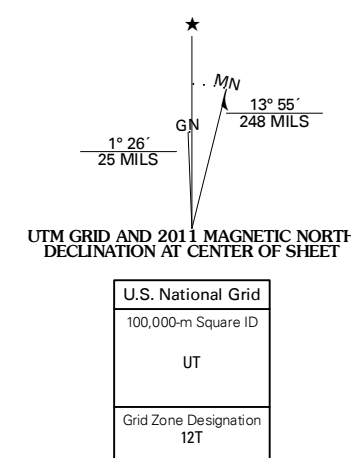 ★
MN
GN
13° 55´
248 MILS
1° 26´
25 MILS
UTM GRID AND 2011 MAGNETIC NORTH
DECLINATION AT CENTER OF SHEET
U.S. National Grid
100,000-m Square ID
UT
Grid Zone Designation
12T